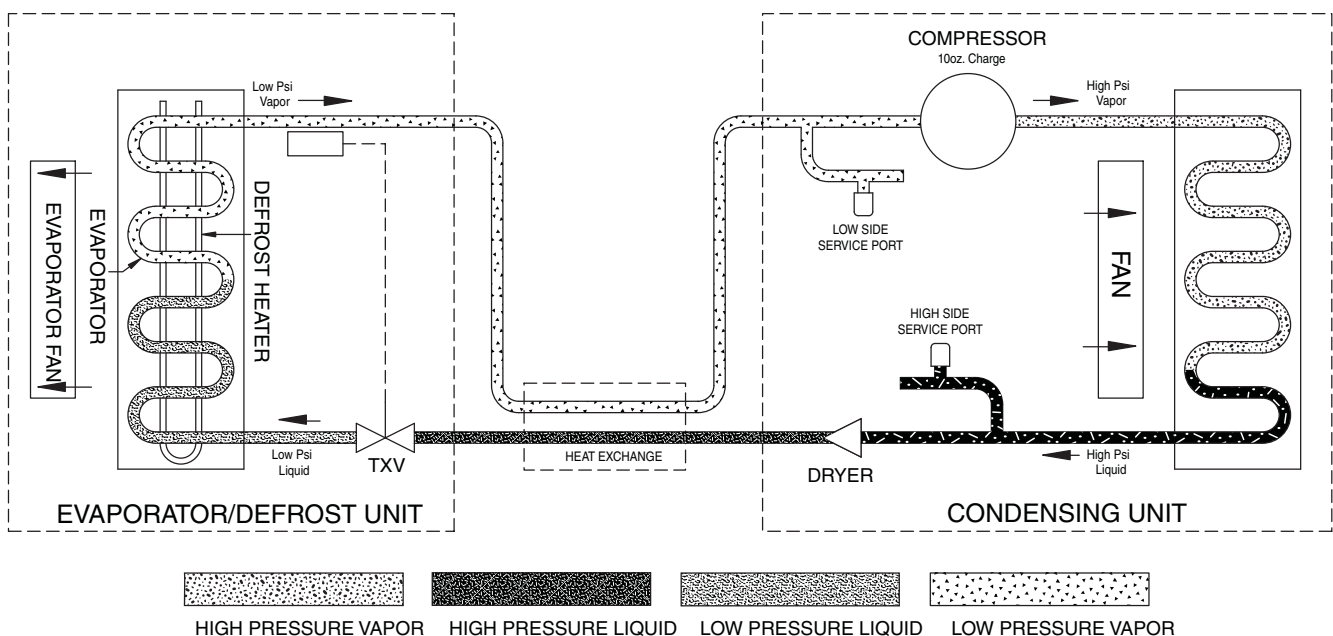 COMPRESSOR
10oz. Charge
Low Psi
Vapor
High Psi
Vapor
EVAPORATOR FAN
EVAPORATOR
DEFROST HEATER
LOW SIDE
SERVICE PORT
FAN
HIGH SIDE
SERVICE PORT
Low Psi
Liquid
TXV
HEAT EXCHANGE
DRYER
High Psi
Liquid
EVAPORATOR/DEFROST UNIT
CONDENSING UNIT
HIGH PRESSURE VAPOR
HIGH PRESSURE LIQUID
LOW PRESSURE LIQUID
LOW PRESSURE VAPOR